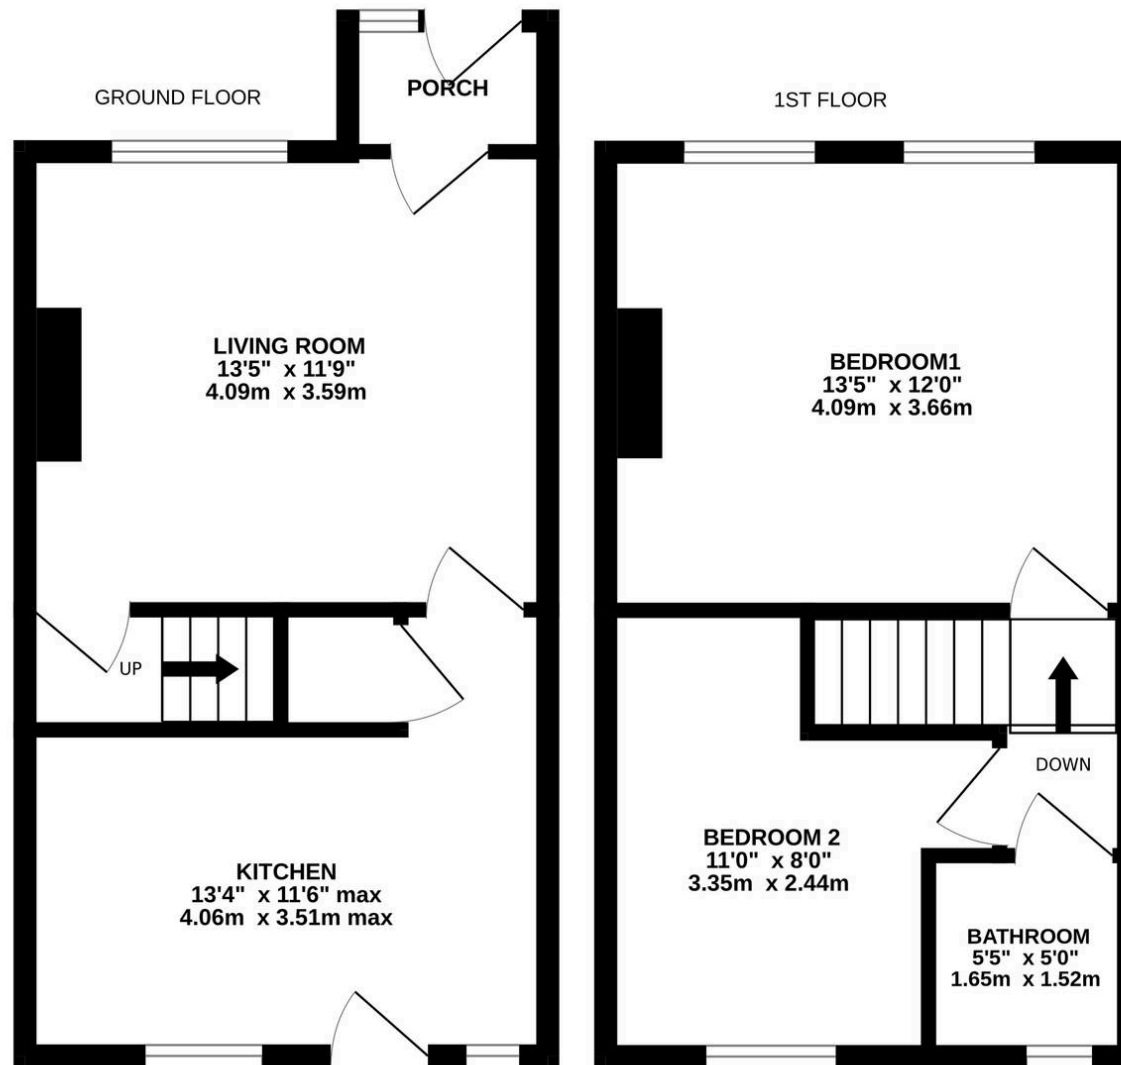 GROUND FLOOR
PORCH
LIVING ROOM
13'5" x 11'9"
4.09m x 3.59m
UP
KITCHEN
13'4" x 11'6" max
4.06m x 3.51m max
1ST FLOOR
BEDROOM1
13'5" x 12'0"
4.09m x 3.66m
DOWN
BEDROOM 2
11'0" x 8'0"
3.35m x 2.44m
BATHROOM
5'5" x 5'0"
1.65m x 1.52m